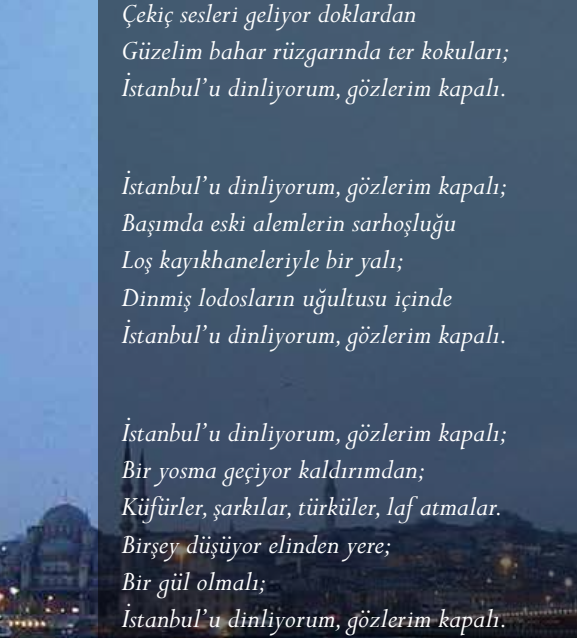 Çekiç sesleri geliyor doklardan
Güzelim bahar rüzgarında ter kokuları;
İstanbul’u dinliyorum, gözlerim kapalı.
İstanbul’u dinliyorum, gözlerim kapalı;
Başımda eski alemlerin sarhoşluğu
Loş kayıkhaneleriyle bir yalı;
Dinmiş lodosların uğultusu içinde
İstanbul’u dinliyorum, gözlerim kapalı.
İstanbul’u dinliyorum, gözlerim kapalı;
Bir yosma geçiyor kaldırımdan;
Küfürler, şarkılar, türküler, laf atmalar.
Birşey düşüyor elinden yere;
Bir gül olmalı;
İstanbul’u dinliyorum, gözlerim kapalı.